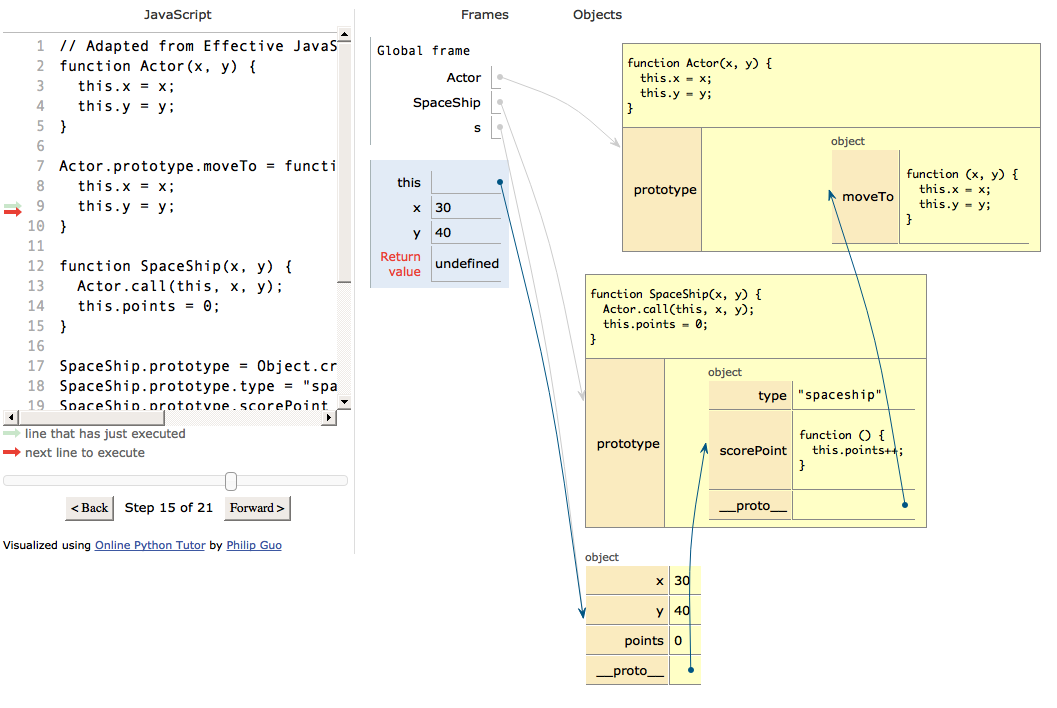 JavaScript
1 // Adapted from Effective JavaS
2 function Actor(x, y) {
3 this.x = x;
4 this.y = y;
5 }
6
7 Actor.prototype.moveTo = functi
8 this.x = x;
9 this.y = y;
10 }
11
12 function SpaceShip(x, y) {
13 Actor.call(this, x, y);
14 this.points = 0;
15 }
16
17 SpaceShip.prototype = Object.cr
18 SpaceShip.prototype.type = "spa
19 SpaceShip.prototype.scorePoint
line that has just executed
next line to execute
< Back Step 15 of 21 Forward >
Visualized using Online Python Tutor by Philip Guo
Frames Objects
Global frame
Actor
SpaceShip
s
this
x 30
y 40
Return
value undefined
function Actor(x, y) {
this.x = x;
this.y = y;
}
prototype
object
moveTo
function (x, y) {
this.x = x;
this.y = y;
}
function SpaceShip(x, y) {
Actor.call(this, x, y);
this.points = 0;
}
prototype
object
type "spaceship"
scorePoint
function () {
this.points++;
}
__proto__
object
x 30
y 40
points 0
__proto__